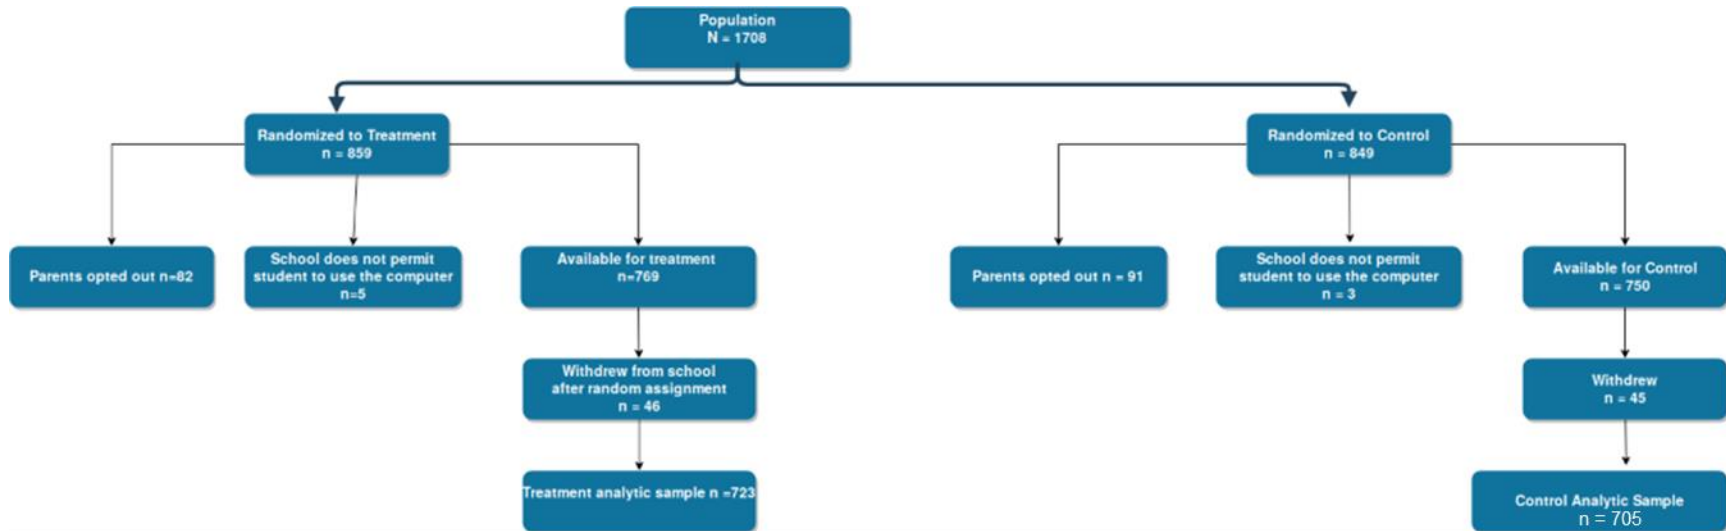 Population
N = 1708
Randomized to Treatment
n = 859
Randomized to Control
n = 849
Parents opted out n=82
School does not permit
student to use the computer
n=5
Available for treatment
n=769
Parents opted out n = 91
School does not permit
student to use the computer
n = 3
Available for Control
n = 750
Withdrew from school
after random assignment
n = 46
Withdrew
n = 45
Treatment analytic sample n =723
Control Analytic Sample
n = 705